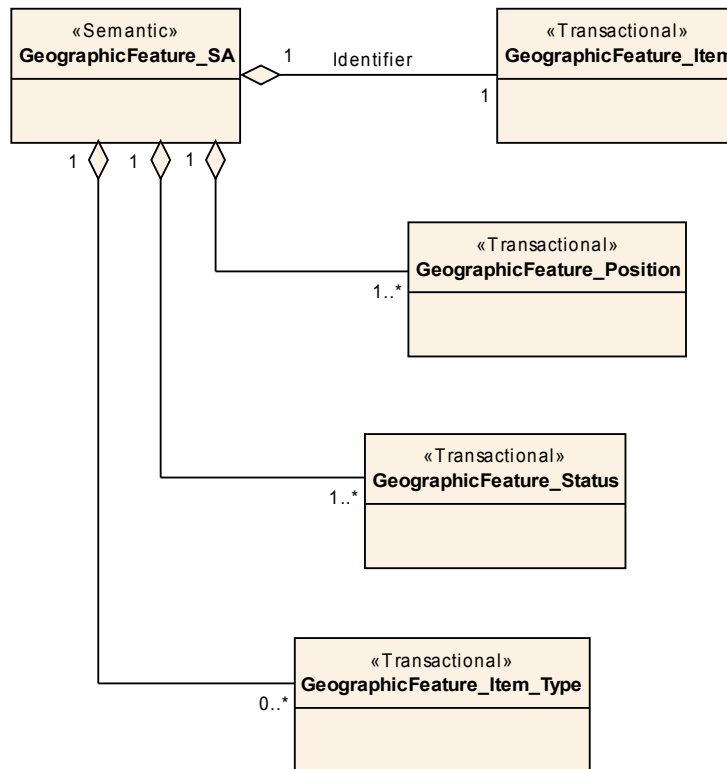 «Semantic»
GeographicFeature_SA
1
Identifier
1
«Transactional»
GeographicFeature_Item
1
1
1
«Transactional»
GeographicFeature_Position
1..*
«Transactional»
GeographicFeature_Status
1..*
«Transactional»
GeographicFeature_Item_Type
0..*